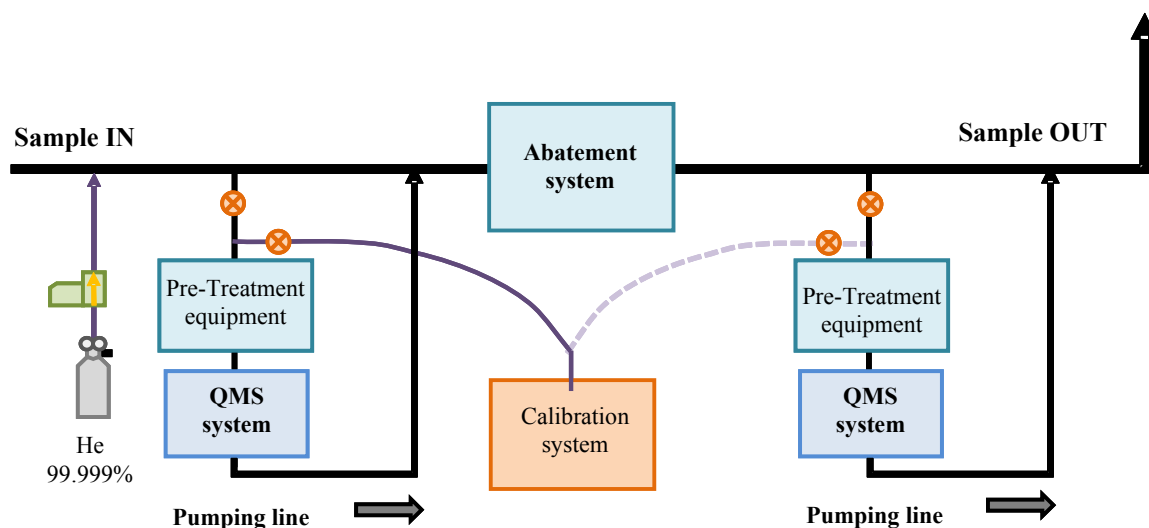 Sample IN
Sample OUT
Abatement
system
Pre-Treatment
equipment
Pre-Treatment
equipment
QMS
system
Calibration
system
QMS
system
He
99.999%
Pumping line
Pumping line